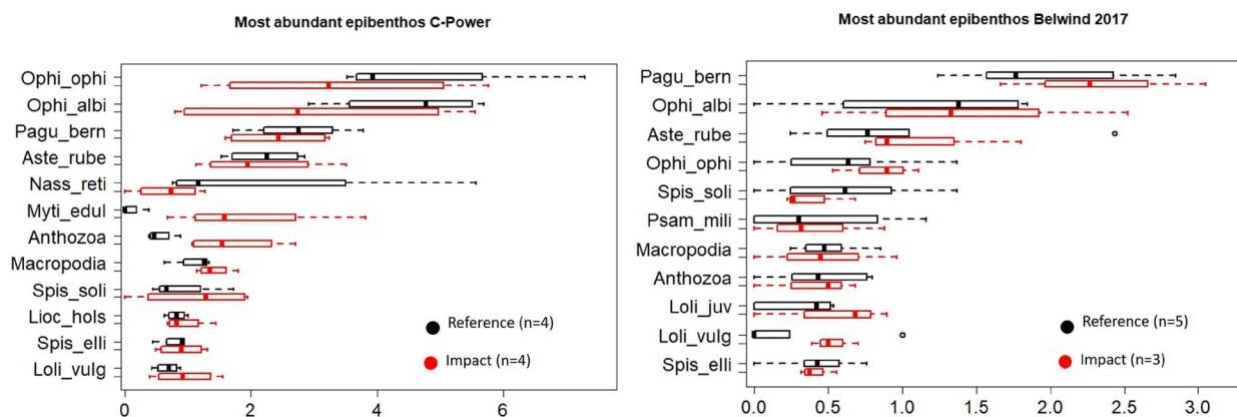 Most abundant epibenthos C-Power
Ophi_ophi
Ophi_albi
Pagu_bern
Aste_rube
Nass_reti
Myti_edul
Anthozoa
Macropodia
Spis_soli
Lioc_hols
Spis_elli
Loli_vulg
Reference (n=4)
Impact (n=4)
0 2 4 6
Most abundant epibenthos Belwind 2017
Pagu_bern
Ophi_albi
Aste_rube
Ophi_ophi
Spis_soli
Psam_mili
Macropodia
Anthozoa
Loli_juv
Loli_vulg
Spis_elli
Reference (n=5)
Impact (n=3)
0.0 0.5 1.0 1.5 2.0 2.5 3.0